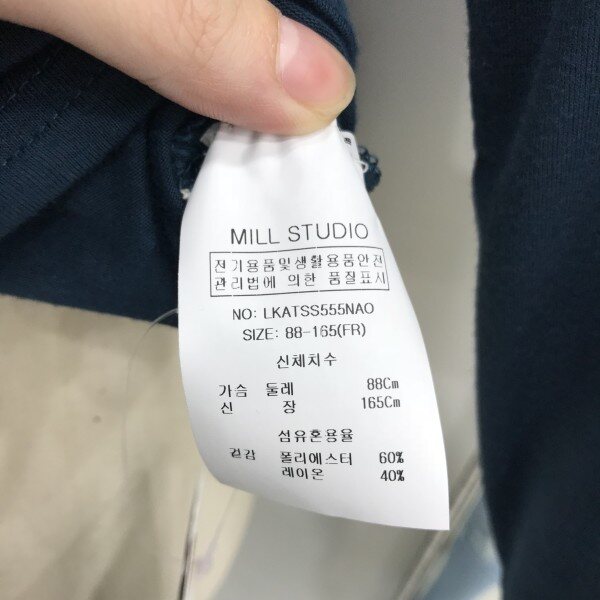 MILL STUDIO
전기용품및생활용품안전
관리법에 의한 품질표시
NO: LKATSS555NAO
SIZE: 88-165(FR)
신체치수
가슴 둘레 88Cm
신 장 165Cm
섬유혼용율
겉감 폴리에스터 60%
레이온 40%